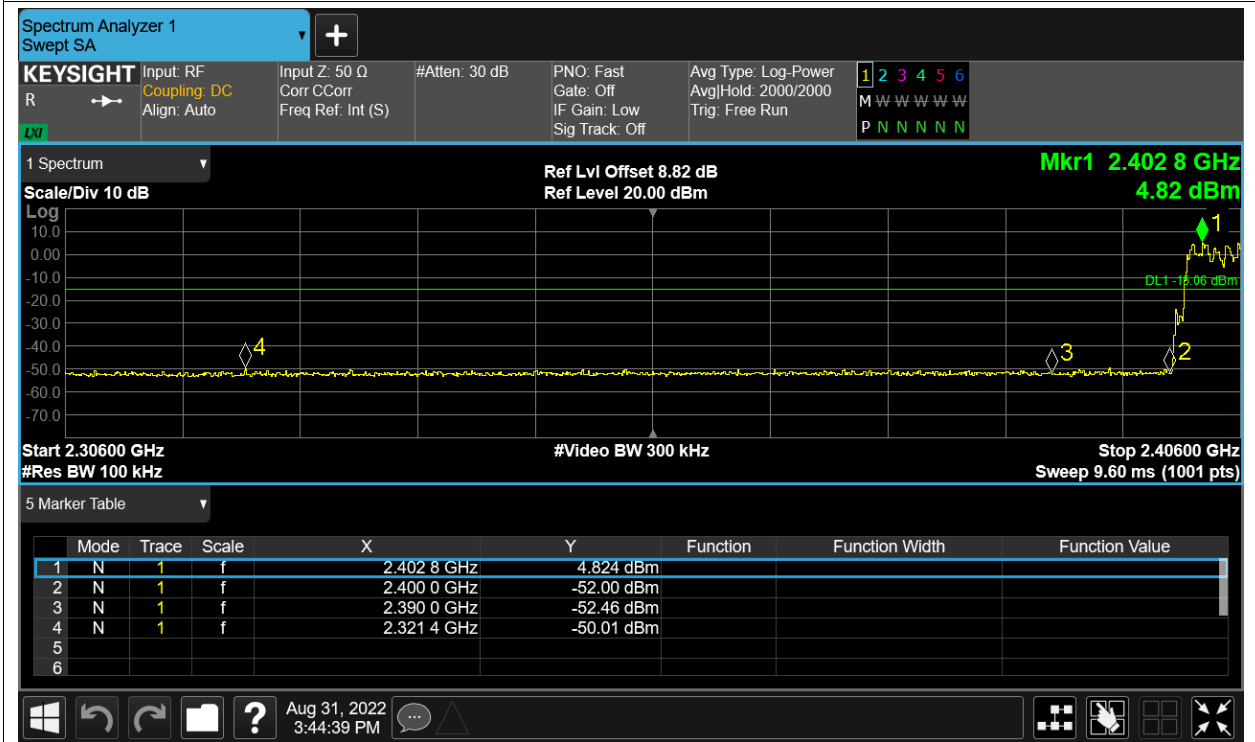 Spectrum Analyzer 1
Swept SA
+
KEYSIGHT Input: RF Input Z: 50 Ω #Atten: 30 dB PNO: Fast Avg Type: Log-Power 1 2 3 4 5 6
R Coupling: DC Corr CCorr Gate: Off Avg|Hold: 2000/2000 M W W W W W
Align: Auto Freq Ref: Int (S) IF Gain: Low Trig: Free Run
LXI Sig Track: Off P N N N N N
1 Spectrum Ref Lvl Offset 8.82 dB Mkr1 2.402 8 GHz
Scale/Div 10 dB Ref Level 20.00 dBm 4.82 dBm
Log
1
10.0
0.00
-10.0
DL1 -15.06 dBm
-20.0
-30.0
-40.0
4 3 2
-50.0
-60.0
-70.0
Start 2.30600 GHz #Video BW 300 kHz Stop 2.40600 GHz
#Res BW 100 kHz Sweep 9.60 ms (1001 pts)
5 Marker Table
Mode Trace Scale X Y Function Function Width Function Value
1 N 1 f 2.402 8 GHz 4.824 dBm
2 N 1 f 2.400 0 GHz -52.00 dBm
3 N 1 f 2.390 0 GHz -52.46 dBm
4 N 1 f 2.321 4 GHz -50.01 dBm
5
6
? Aug 31, 2022
3:44:39 PM